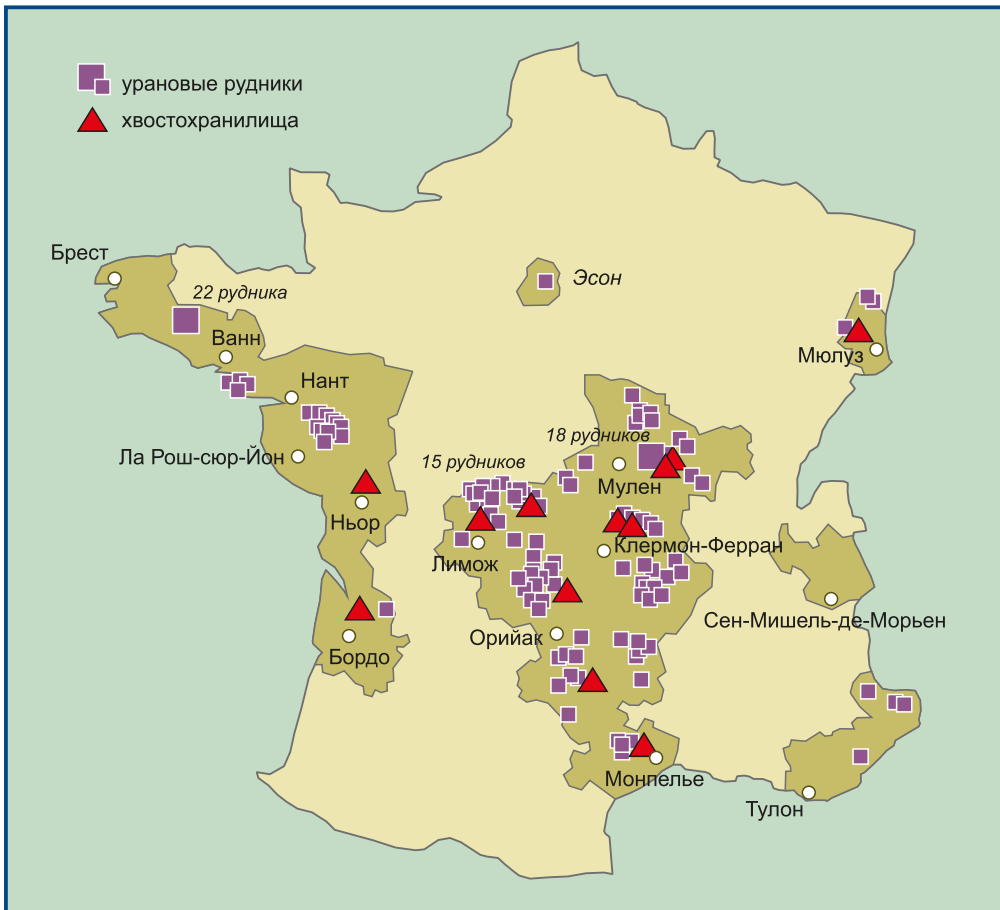 урановые рудники
хвостохранилища
Брест
22 рудника
Эсон
Ванн
Мюлуз
Нант
18 рудников
Ла Рош-сюр-Йон
15 рудников
Мулен
Ньор
Клермон-Ферран
Лимож
Сен-Мишель-де-Морьен
Орийак
Бордо
Монпелье
Тулон